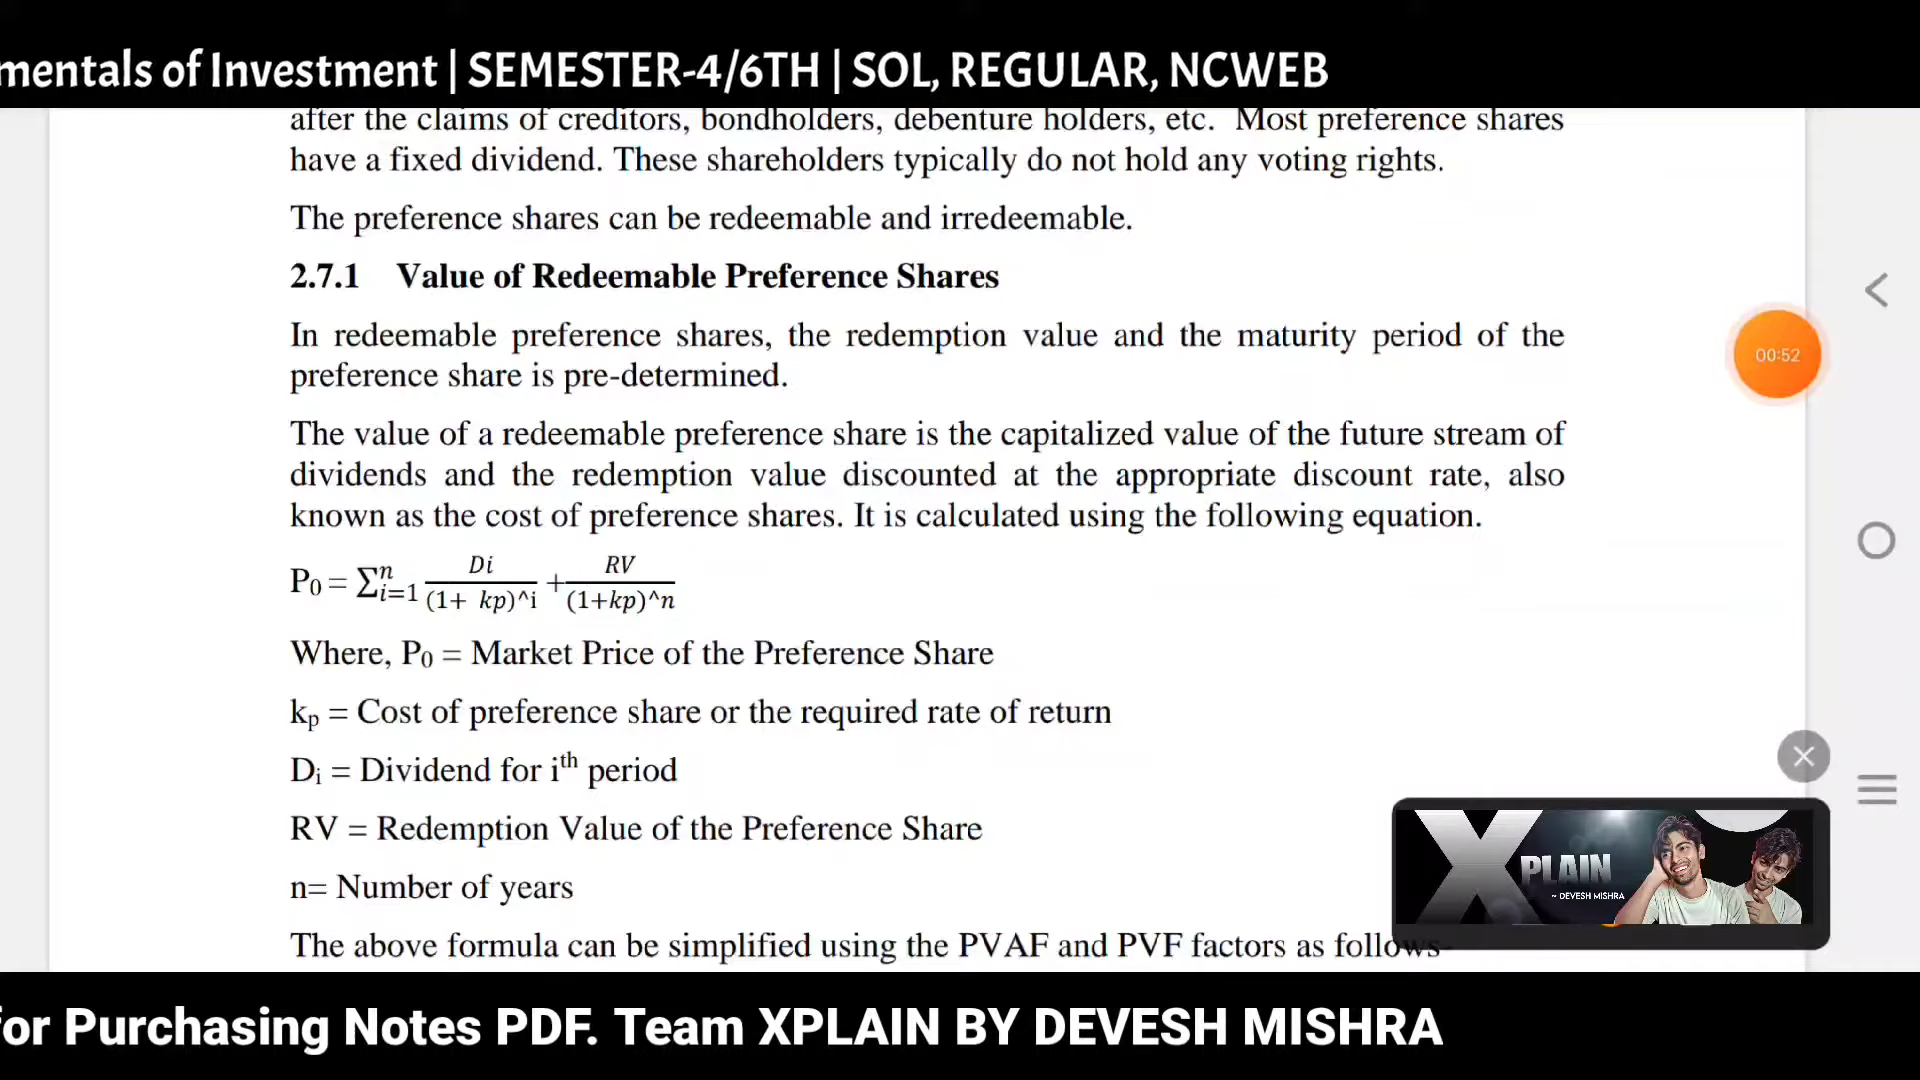 mentals of Investment | SEMESTER-4/6TH | SOL, REGULAR, NCWEB
after the claims of creditors, bondholders, debenture holders, etc. Most preference shares
have a fixed dividend. These shareholders typically do not hold any voting rights.
The preference shares can be redeemable and irredeemable.
2.7.1 Value of Redeemable Preference Shares
In redeemable preference shares, the redemption value and the maturity period of the
preference share is pre-determined.
00:52
The value of a redeemable preference share is the capitalized value of the future stream of
dividends and the redemption value discounted at the appropriate discount rate, also
known as the cost of preference shares. It is calculated using the following equation.
P₀ = ∑ⁿᵢ₌₁ Di/(1+ kp)^i + RV/(1+kp)^n
Where, P₀ = Market Price of the Preference Share
kₚ = Cost of preference share or the required rate of return
Dᵢ = Dividend for iᵗʰ period
RV = Redemption Value of the Preference Share
n= Number of years
The above formula can be simplified using the PVAF and PVF factors as follows-
XPLAIN
~ DEVESH MISHRA
for Purchasing Notes PDF. Team XPLAIN BY DEVESH MISHRA